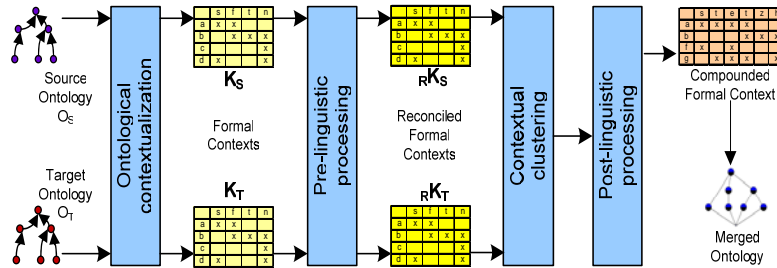 Source
Ontology
OS
Target
Ontology
OT
Ontological
contextualization
s f t n
a x x
b x x x
c x
d x x
KS
Formal
Contexts
KT
s f t n
a x x
b x x x
c x
d x x
Pre-linguistic
processing
s f t n
a x x
b x x x
c x
d x x
RKS
Reconciled
Formal
Contexts
RKT
s f t n
a x x
b x x x
c x
d x x
Contextual
clustering
Post-linguistic
processing
s t e t z
a
b
f
g
Compounded
Formal Context
Merged
Ontology